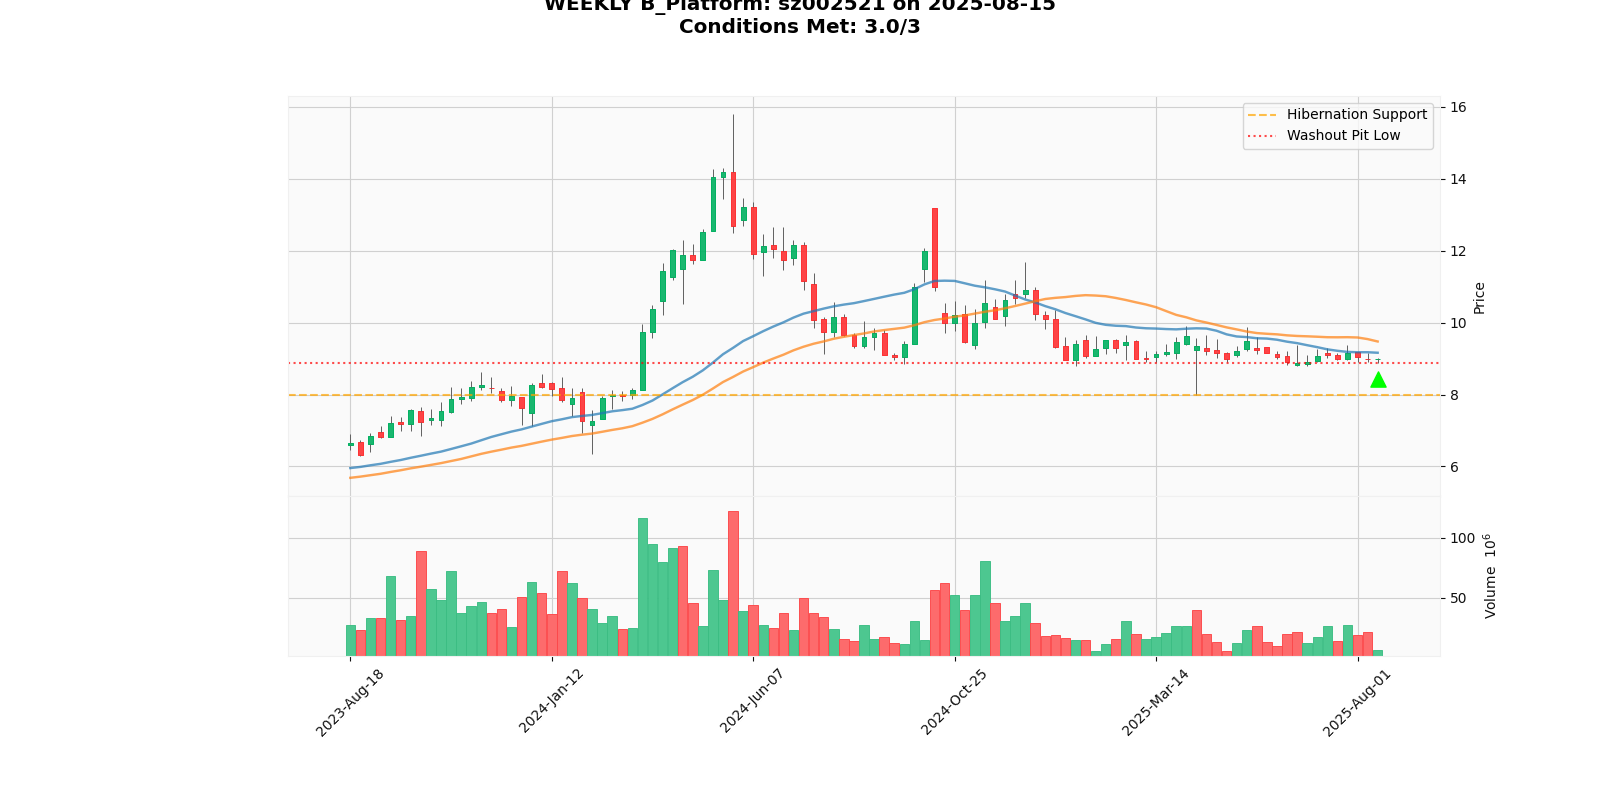 WEEKLY B_Platform: sz002521 on 2025-08-15
Conditions Met: 3.0/3
Hibernation Support
Washout Pit Low
16
14
12
10
8
6
Price
100
50
Volume 10⁶
2023-Aug-18
2024-Jan-12
2024-Jun-07
2024-Oct-25
2025-Mar-14
2025-Aug-01